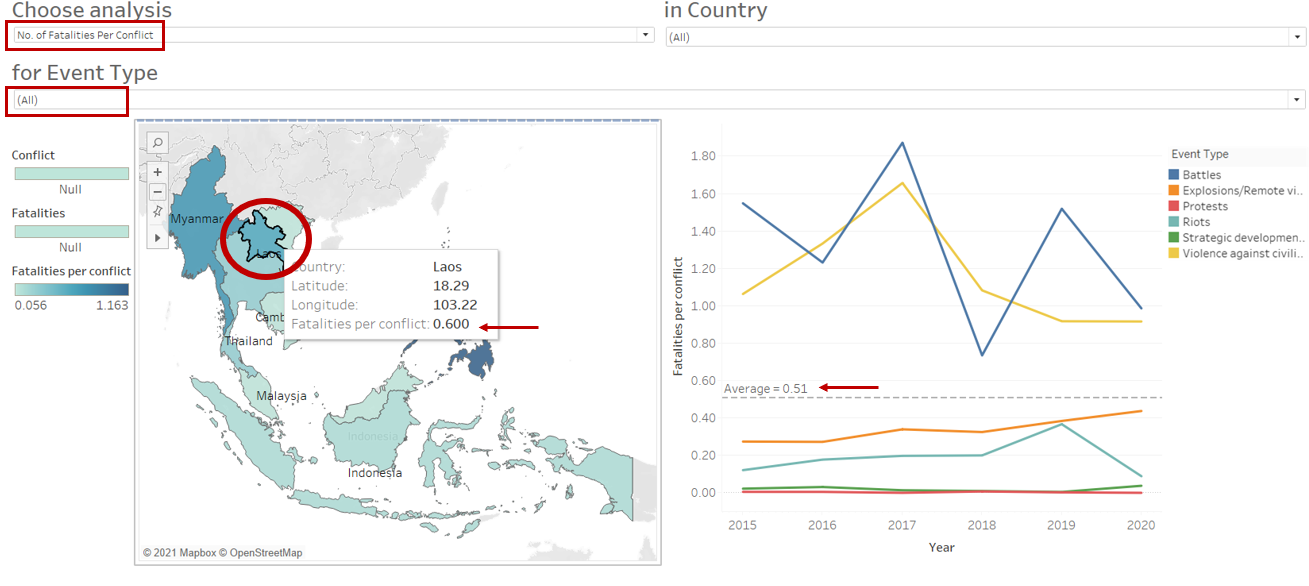 Choose analysis
in Country
No. of Fatalities Per Conflict
(All)
for Event Type
(All)
Conflict
Null
Fatalities
Null
Fatalities per conflict
0.056 1.163
Myanmar
Laos
Country: Laos
Latitude: 18.29
Longitude: 103.22
Fatalities per conflict: 0.600
Camb
Thailand
Malaysia
Indonesia
Indonesia
© 2021 Mapbox © OpenStreetMap
Fatalities per conflict
1.80
1.60
1.40
1.20
1.00
0.80
0.60
0.40
0.20
0.00
Average = 0.51
2015 2016 2017 2018 2019 2020
Year
Event Type
Battles
Explosions/Remote vi..
Protests
Riots
Strategic developmen..
Violence against civili..